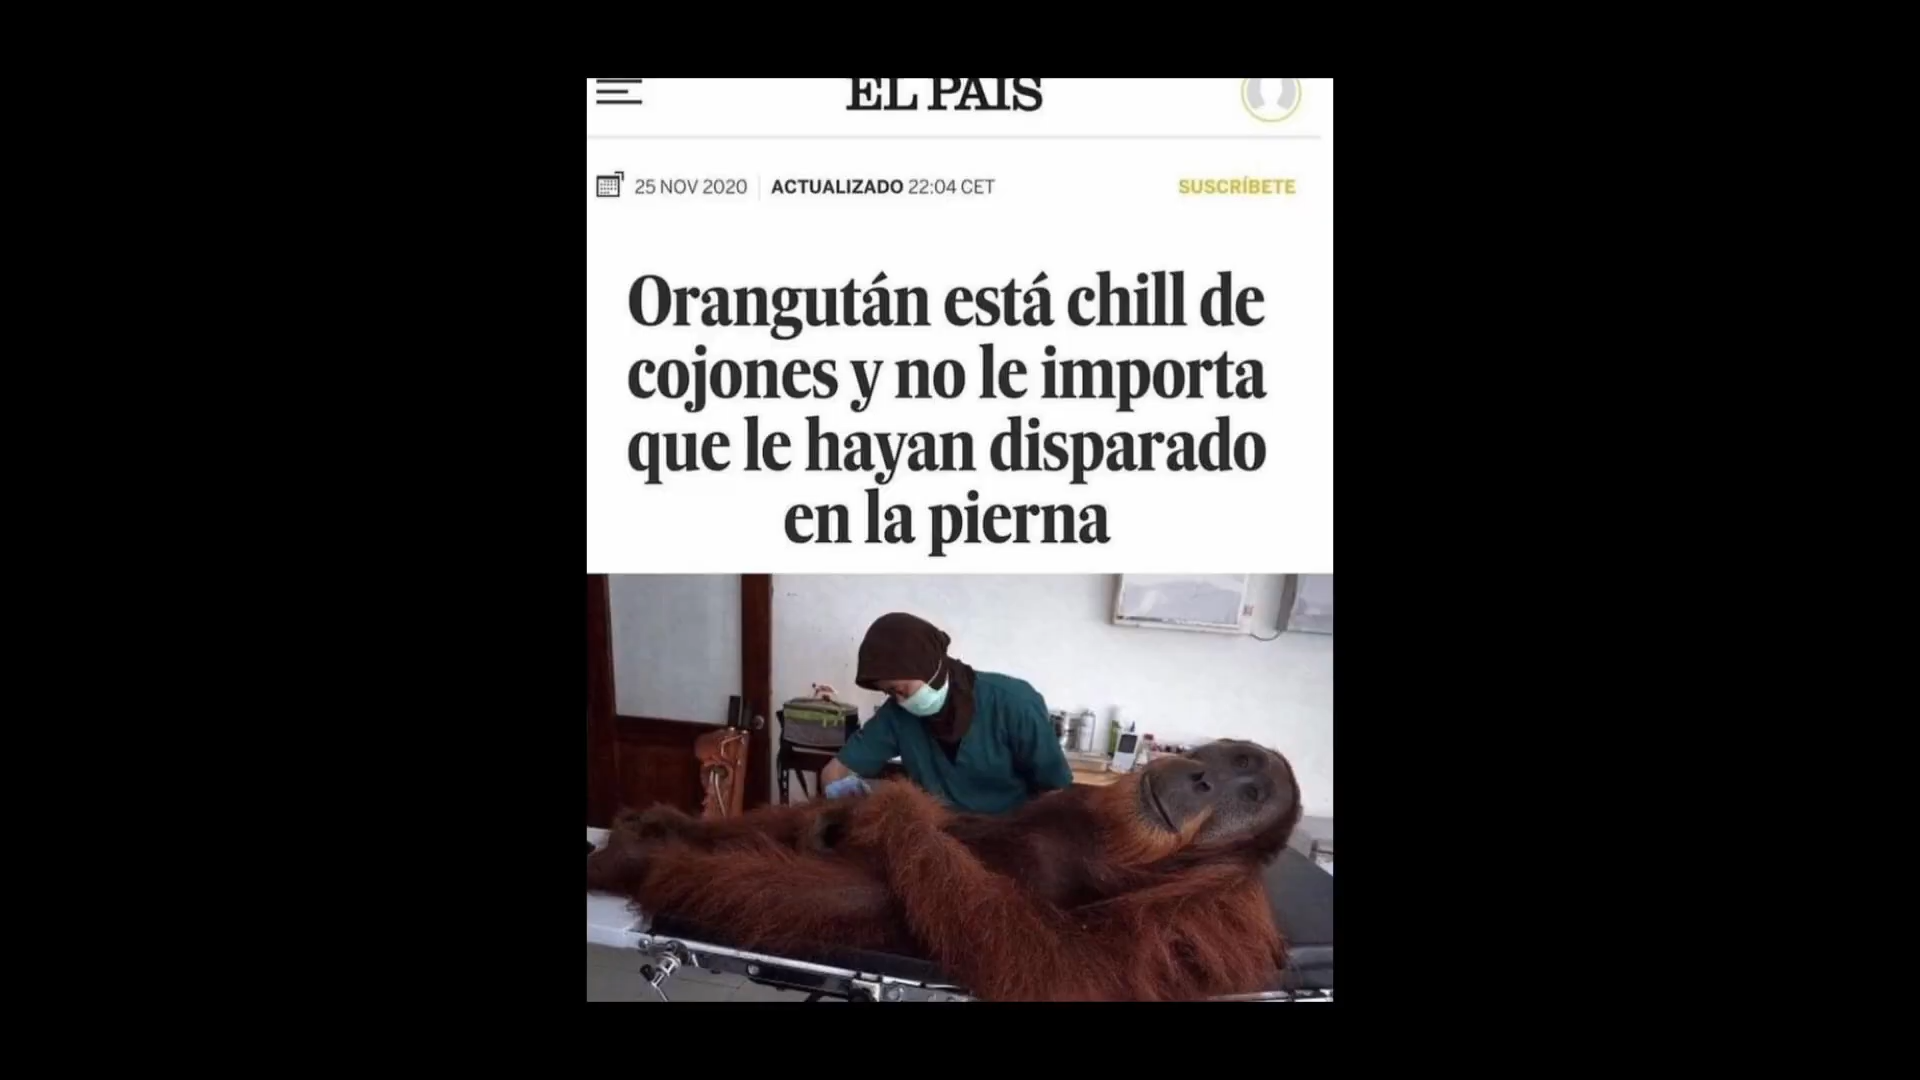 EL PAIS
25 NOV 2020 ACTUALIZADO 22:04 CET SUSCRÍBETE
Orangután está chill de
cojones y no le importa
que le hayan disparado
en la pierna